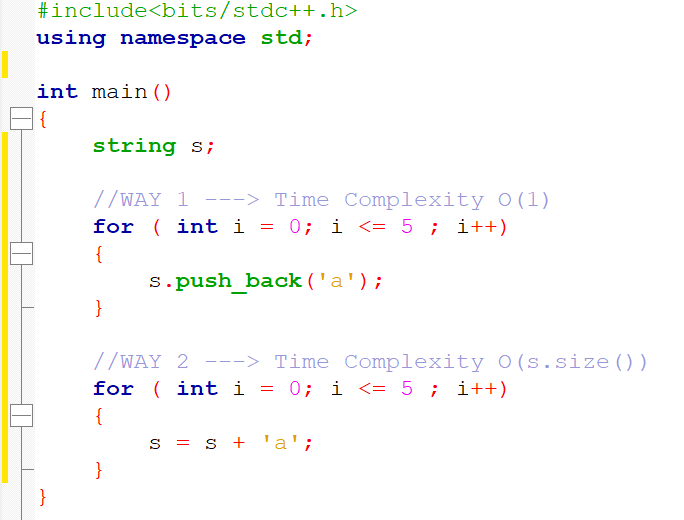 #include<bits/stdc++.h>
using namespace std;
int main()
{
string s;
//WAY 1 ---> Time Complexity O(1)
for ( int i = 0; i <= 5 ; i++)
{
s.push_back('a');
}
//WAY 2 ---> Time Complexity O(s.size())
for ( int i = 0; i <= 5 ; i++)
{
s = s + 'a';
}
}